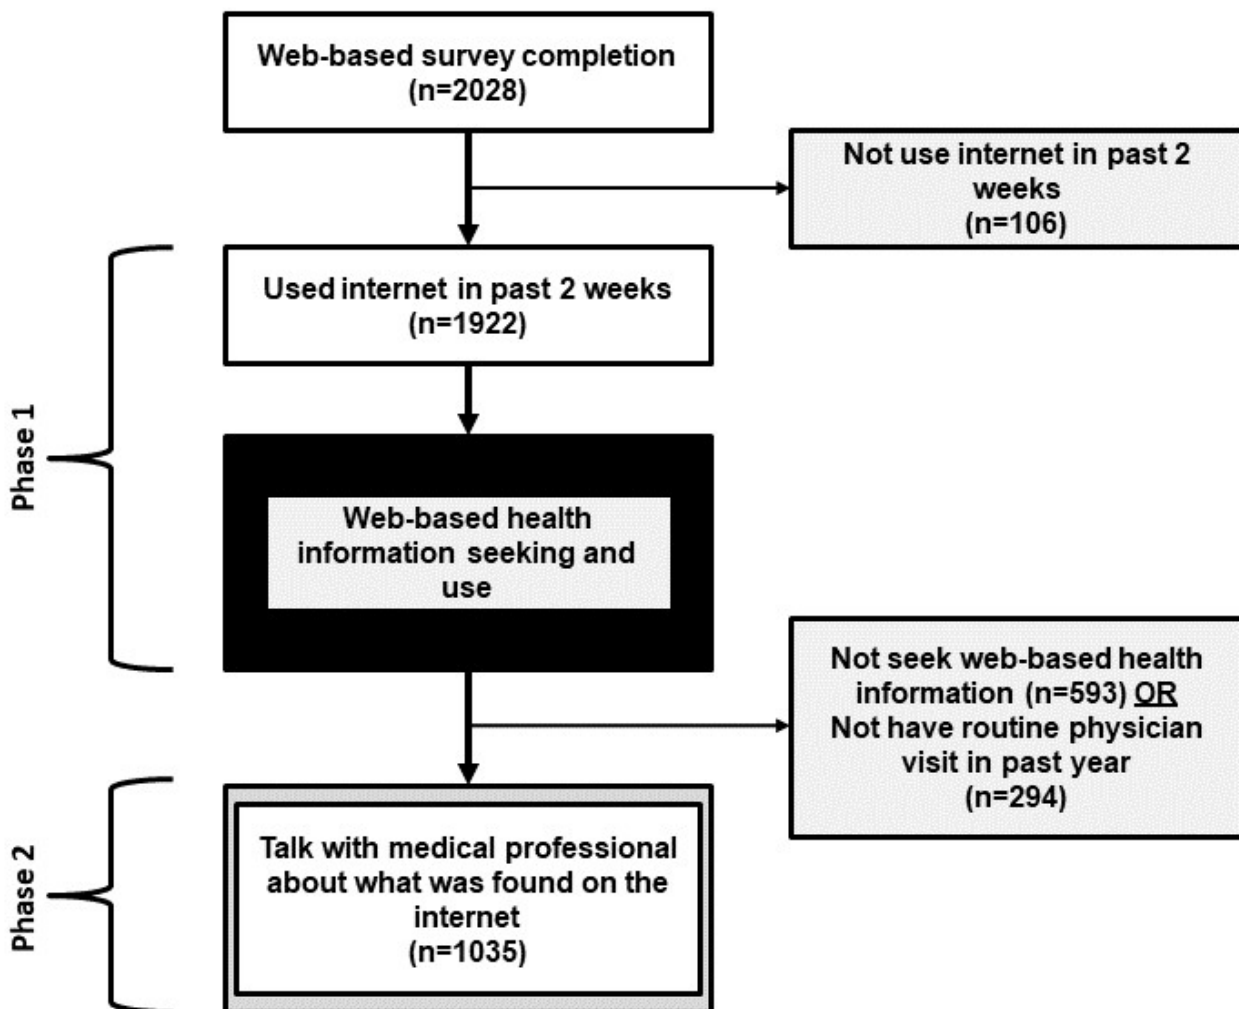 Web-based survey completion
(n=2028)
Not use internet in past 2
weeks
(n=106)
Phase 1
Used internet in past 2 weeks
(n=1922)
Web-based health
information seeking and
use
Not seek web-based health
information (n=593) OR
Not have routine physician
visit in past year
(n=294)
Phase 2
Talk with medical professional
about what was found on the
internet
(n=1035)